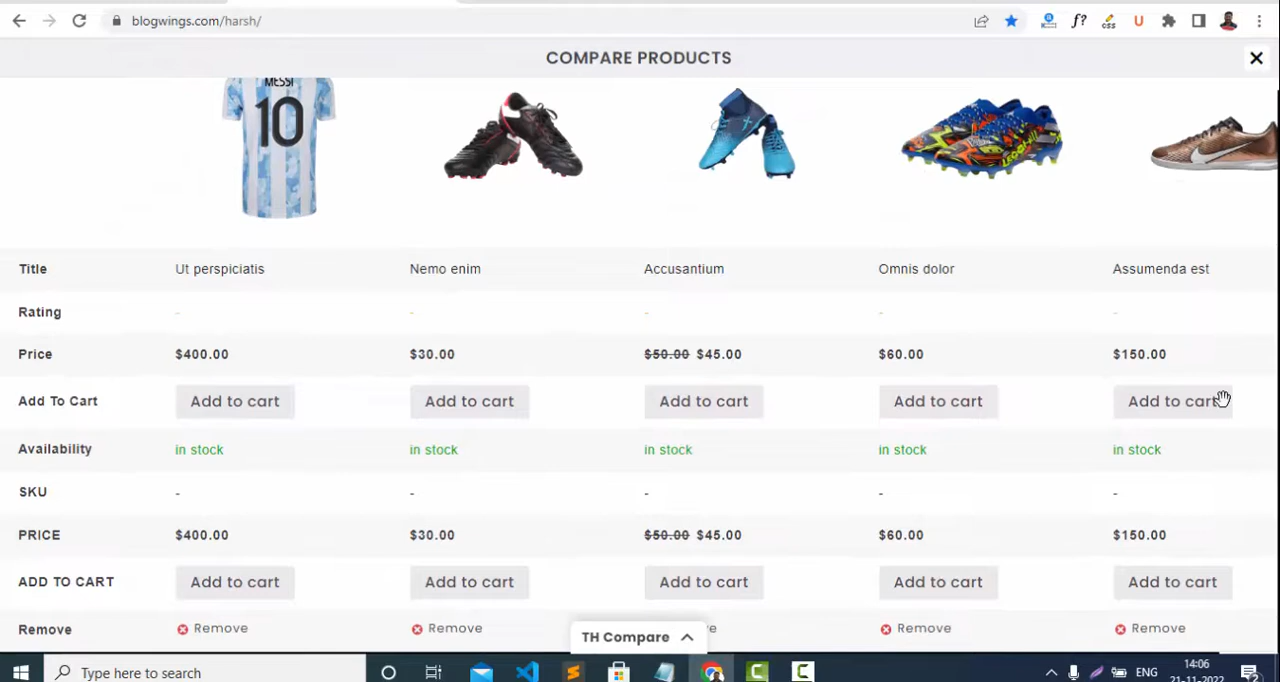 blogwings.com/harsh/
COMPARE PRODUCTS
MESSI
10
Title Ut perspiciatis Nemo enim Accusantium Omnis dolor Assumenda est
Rating - - - - -
Price $400.00 $30.00 $50.00 $45.00 $60.00 $150.00
Add To Cart Add to cart Add to cart Add to cart Add to cart Add to cart
Availability in stock in stock in stock in stock in stock
SKU - - - - -
PRICE $400.00 $30.00 $50.00 $45.00 $60.00 $150.00
ADD TO CART Add to cart Add to cart Add to cart Add to cart Add to cart
Remove Remove Remove Remove Remove
TH Compare
Type here to search
ENG
14:06
21-11-2022